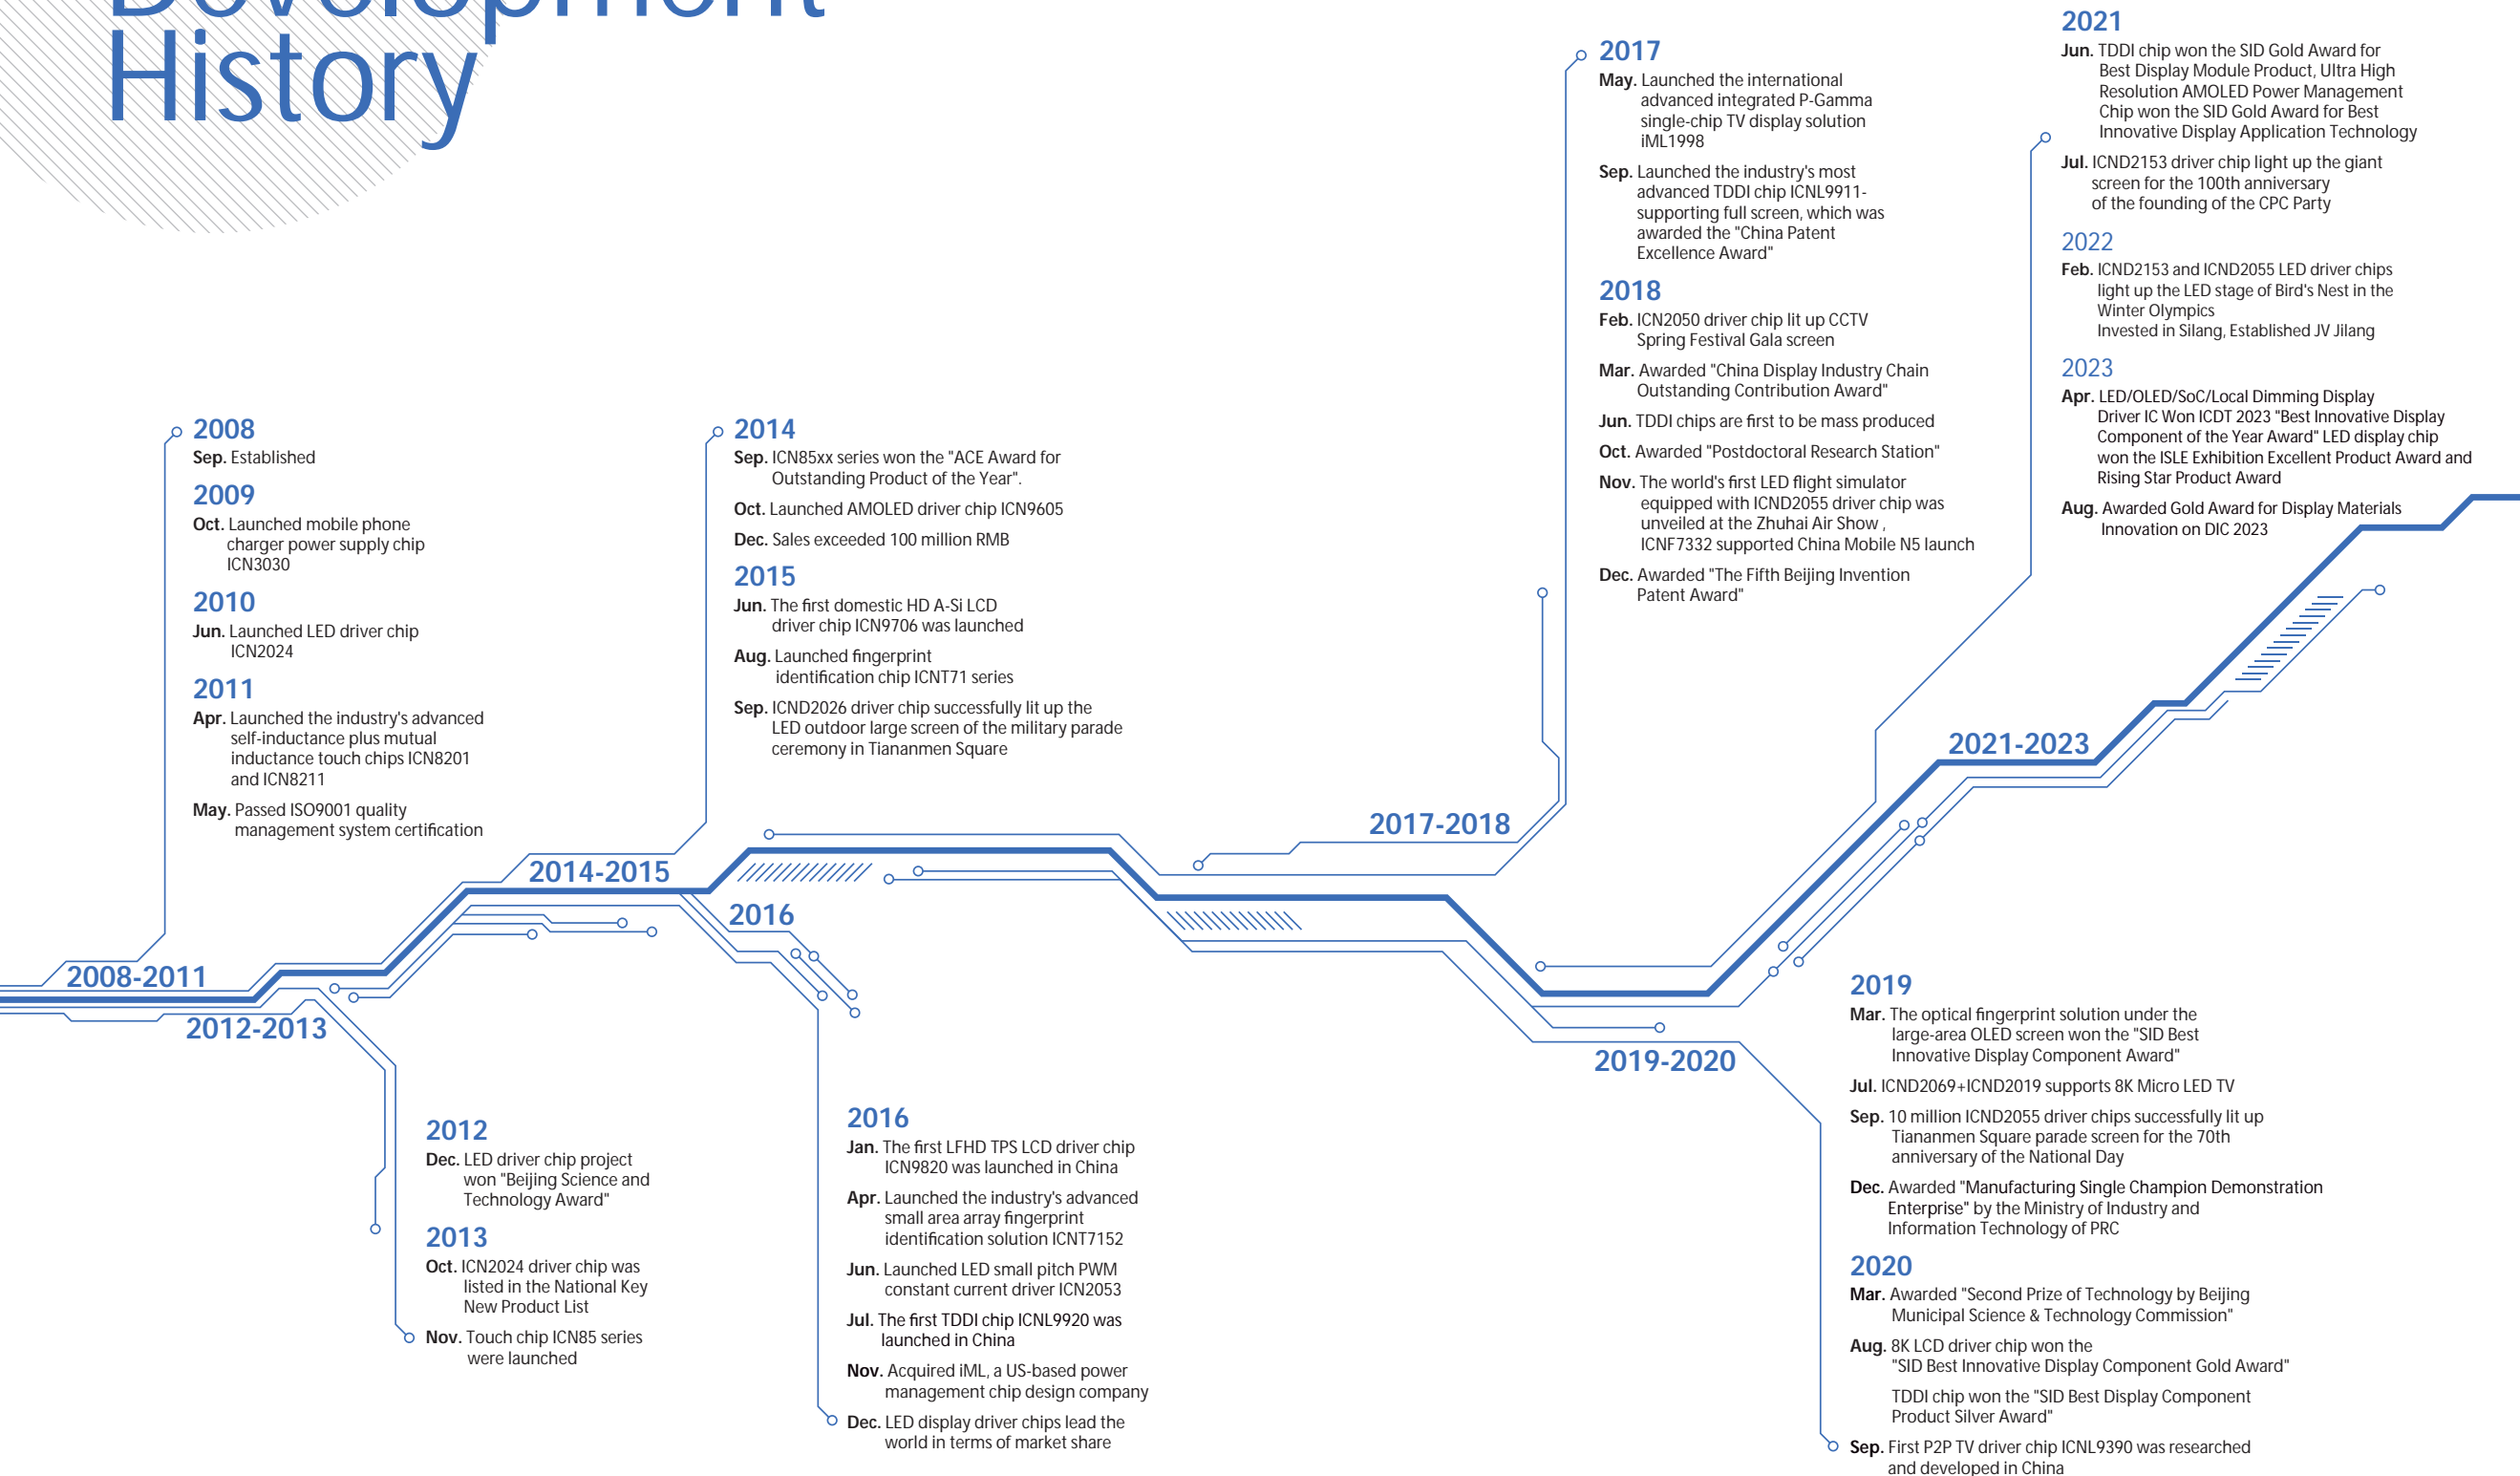 Development
History
2008
Sep. Established
2009
Oct. Launched mobile phone
charger power supply chip
ICN3030
2010
Jun. Launched LED driver chip
ICN2024
2011
Apr. Launched the industry's advanced
self-inductance plus mutual
inductance touch chips ICN8201
and ICN8211
May. Passed ISO9001 quality
management system certification
2008-2011
2012-2013
2012
Dec. LED driver chip project
won "Beijing Science and
Technology Award"
2013
Oct. ICN2024 driver chip was
listed in the National Key
New Product List
Nov. Touch chip ICN85 series
were launched
2014
Sep. ICN85xx series won the "ACE Award for
Outstanding Product of the Year".
Oct. Launched AMOLED driver chip ICN9605
Dec. Sales exceeded 100 million RMB
2015
Jun. The first domestic HD A-Si LCD
driver chip ICN9706 was launched
Aug. Launched fingerprint
identification chip ICNT71 series
Sep. ICND2026 driver chip successfully lit up the
LED outdoor large screen of the military parade
ceremony in Tiananmen Square
2014-2015
2016
2016
Jan. The first LFHD TPS LCD driver chip
ICN9820 was launched in China
Apr. Launched the industry's advanced
small area array fingerprint
identification solution ICNT7152
Jun. Launched LED small pitch PWM
constant current driver ICN2053
Jul. The first TDDI chip ICNL9920 was
launched in China
Nov. Acquired iML, a US-based power
management chip design company
Dec. LED display driver chips lead the
world in terms of market share
2017
May. Launched the international
advanced integrated P-Gamma
single-chip TV display solution
iML1998
Sep. Launched the industry's most
advanced TDDI chip ICNL9911-
supporting full screen, which was
awarded the "China Patent
Excellence Award"
2018
Feb. ICN2050 driver chip lit up CCTV
Spring Festival Gala screen
Mar. Awarded "China Display Industry Chain
Outstanding Contribution Award"
Jun. TDDI chips are first to be mass produced
Oct. Awarded "Postdoctoral Research Station"
Nov. The world's first LED flight simulator
equipped with ICND2055 driver chip was
unveiled at the Zhuhai Air Show ,
ICNF7332 supported China Mobile N5 launch
Dec. Awarded "The Fifth Beijing Invention
Patent Award"
2017-2018
2019-2020
2019
Mar. The optical fingerprint solution under the
large-area OLED screen won the "SID Best
Innovative Display Component Award"
Jul. ICND2069+ICND2019 supports 8K Micro LED TV
Sep. 10 million ICND2055 driver chips successfully lit up
Tiananmen Square parade screen for the 70th
anniversary of the National Day
Dec. Awarded "Manufacturing Single Champion Demonstration
Enterprise" by the Ministry of Industry and
Information Technology of PRC
2020
Mar. Awarded "Second Prize of Technology by Beijing
Municipal Science & Technology Commission"
Aug. 8K LCD driver chip won the
"SID Best Innovative Display Component Gold Award"
TDDI chip won the "SID Best Display Component
Product Silver Award"
Sep. First P2P TV driver chip ICNL9390 was researched
and developed in China
2021
Jun. TDDI chip won the SID Gold Award for
Best Display Module Product, Ultra High
Resolution AMOLED Power Management
Chip won the SID Gold Award for Best
Innovative Display Application Technology
Jul. ICND2153 driver chip light up the giant
screen for the 100th anniversary
of the founding of the CPC Party
2022
Feb. ICND2153 and ICND2055 LED driver chips
light up the LED stage of Bird's Nest in the
Winter Olympics
Invested in Silang, Established JV Jilang
2023
Apr. LED/OLED/SoC/Local Dimming Display
Driver IC Won ICDT 2023 "Best Innovative Display
Component of the Year Award" LED display chip
won the ISLE Exhibition Excellent Product Award and
Rising Star Product Award
Aug. Awarded Gold Award for Display Materials
Innovation on DIC 2023
2021-2023